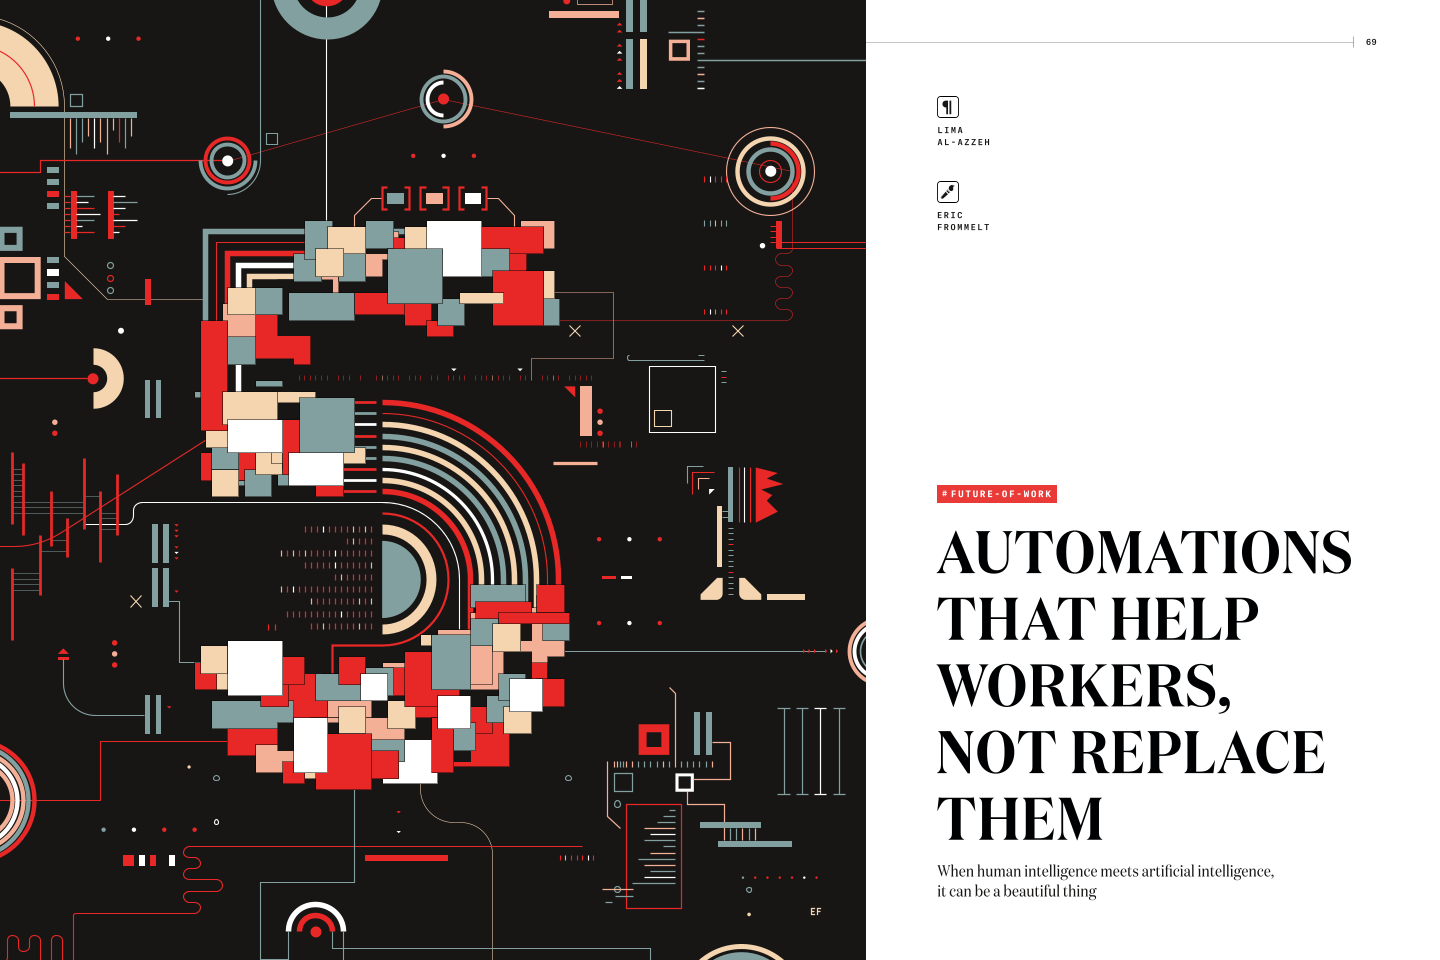 69
¶
LIMA
AL-AZZEH
ERIC
FROMMELT
#FUTURE-OF-WORK
AUTOMATIONS
THAT HELP
WORKERS,
NOT REPLACE
THEM
When human intelligence meets artificial intelligence,
it can be a beautiful thing
EF